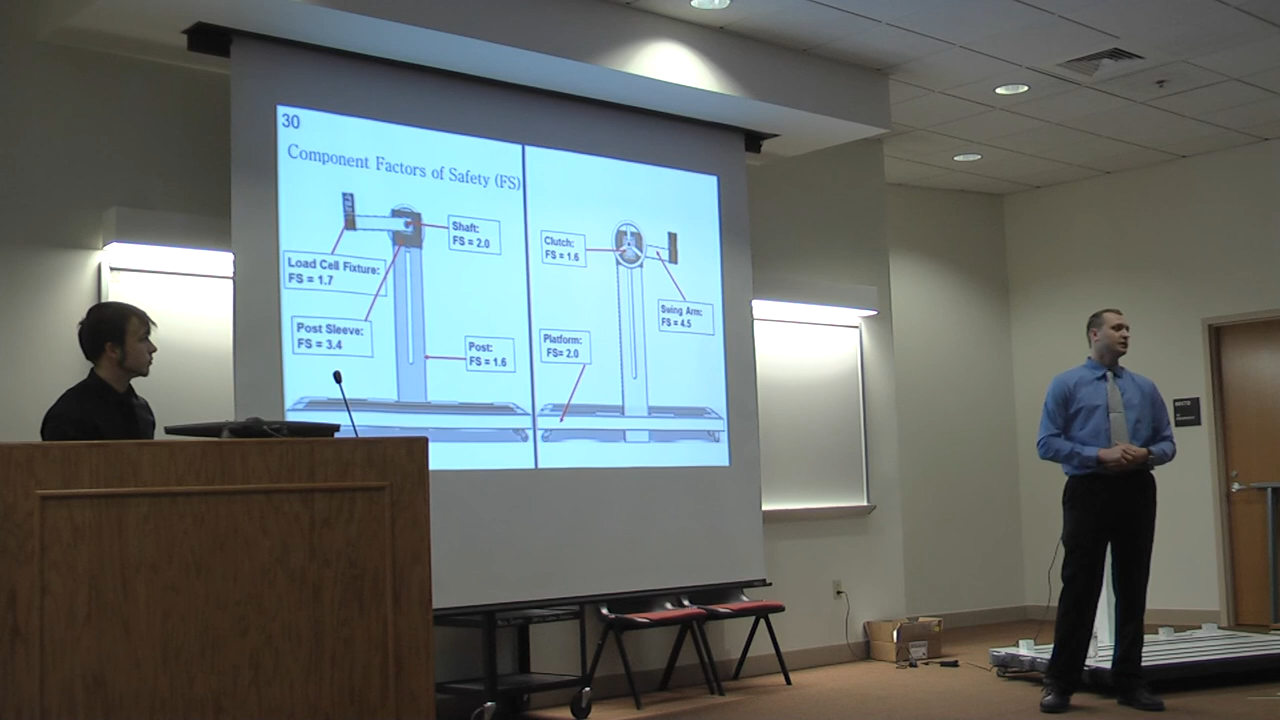 30
Component Factors of Safety (FS)
Shaft:
FS = 2.0
Load Cell Fixture:
FS = 1.7
Post Sleeve:
FS = 3.4
Post:
FS = 1.6
Clutch:
FS = 1.6
Swing Arm:
FS = 4.5
Platform:
FS= 2.0